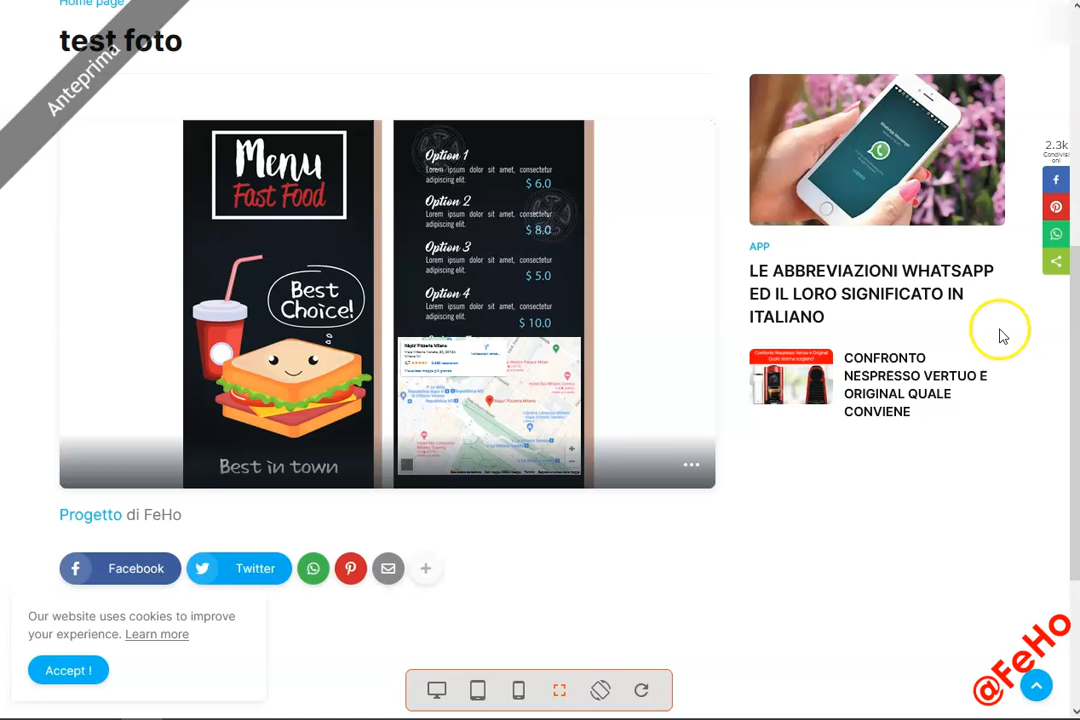 Home page
test foto
Anteprima
Menu
Fast Food
Best
Choice!
Best in town
Option 1
Lorem ipsum dolor sit amet, consectetur
adipiscing elit.
$ 6.0
Option 2
Lorem ipsum dolor sit amet, consectetur
adipiscing elit.
$ 8.0
Option 3
Lorem ipsum dolor sit amet, consectetur
adipiscing elit.
$ 5.0
Option 4
Lorem ipsum dolor sit amet, consectetur
adipiscing elit.
$ 10.0
APP
LE ABBREVIAZIONI WHATSAPP
ED IL LORO SIGNIFICATO IN
ITALIANO
CONFRONTO
NESPRESSO VERTUO E
ORIGINAL QUALE
CONVIENE
2.3k
Condivisi
oni
Progetto di FeHo
Facebook
Twitter
Our website uses cookies to improve
your experience. Learn more
Accept !
@FeHo